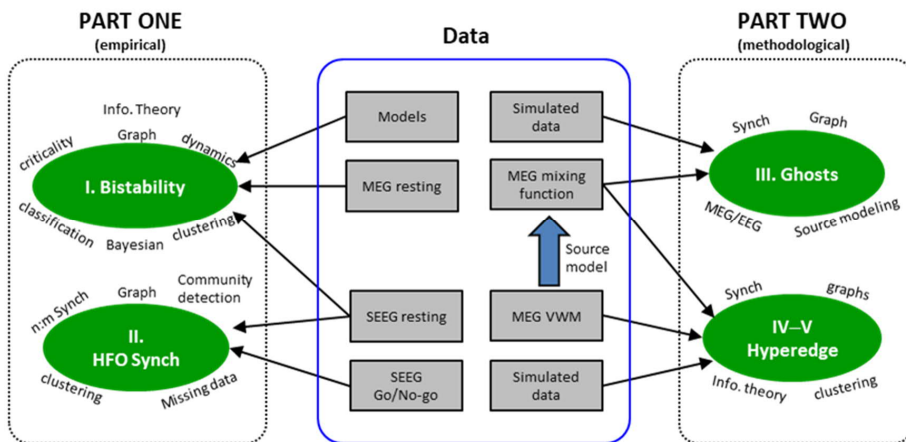 PART ONE
(empirical)
Info. Theory
criticality
Graph
dynamics
I. Bistability
classification
Bayesian
clustering
n:m Synch
Graph
Community
detection
II.
HFO Synch
clustering
Missing data
Data
Models
Simulated
data
MEG resting
MEG mixing
function
Source
model
SEEG resting
MEG VWM
SEEG
Go/No-go
Simulated
data
PART TWO
(methodological)
Synch
Graph
III. Ghosts
MEG/EEG
Source modeling
Synch
graphs
IV–V
Hyperedge
Info. theory
clustering